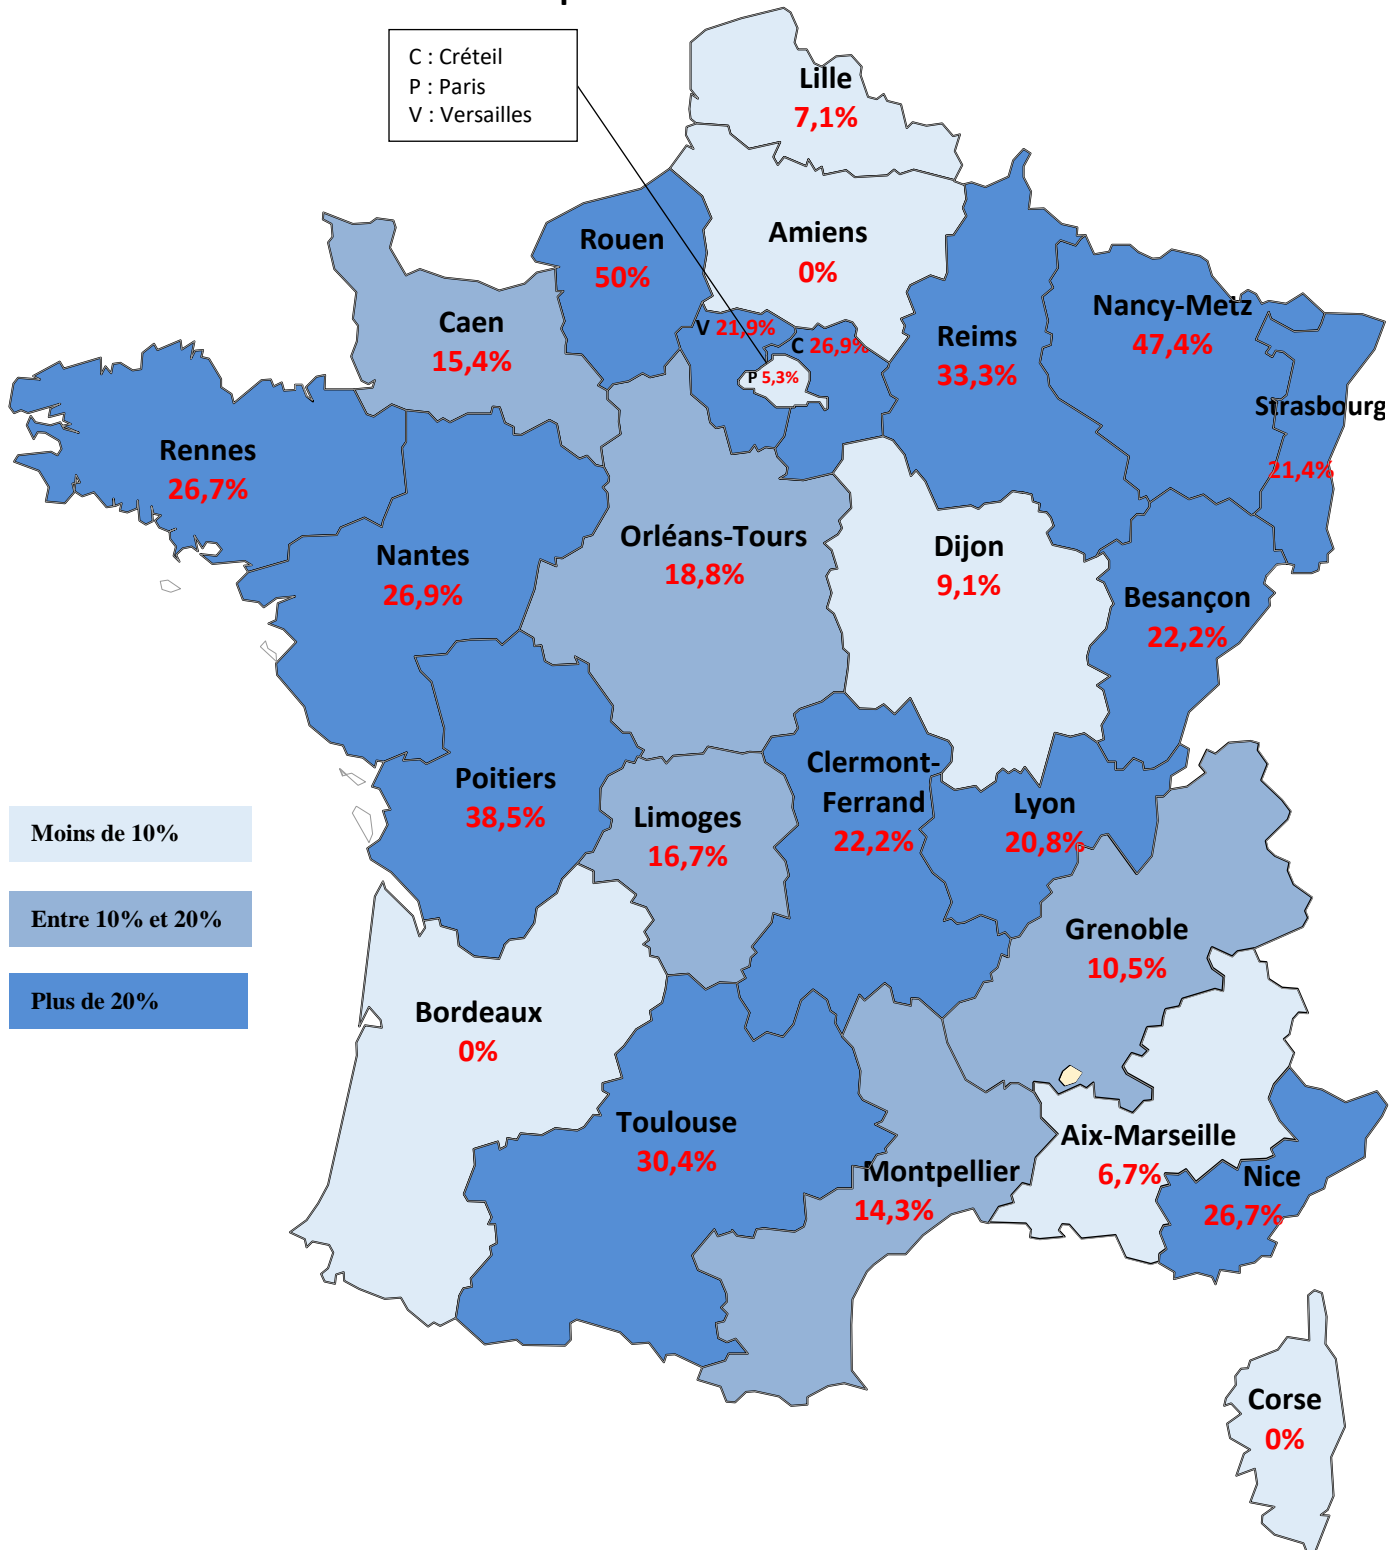 C : Créteil
P : Paris
V : Versailles
Lille
7,1%
Amiens
0%
Rouen
50%
Caen
15,4%
V 21,9%
C 26,9%
P 5,3%
Reims
33,3%
Nancy-Metz
47,4%
Strasbourg
21,4%
Rennes
26,7%
Nantes
26,9%
Orléans-Tours
18,8%
Dijon
9,1%
Besançon
22,2%
Poitiers
38,5%
Limoges
16,7%
Clermont-
Ferrand
22,2%
Lyon
20,8%
Moins de 10%
Entre 10% et 20%
Plus de 20%
Grenoble
10,5%
Bordeaux
0%
Toulouse
30,4%
Montpellier
14,3%
Aix-Marseille
6,7%
Nice
26,7%
Corse
0%